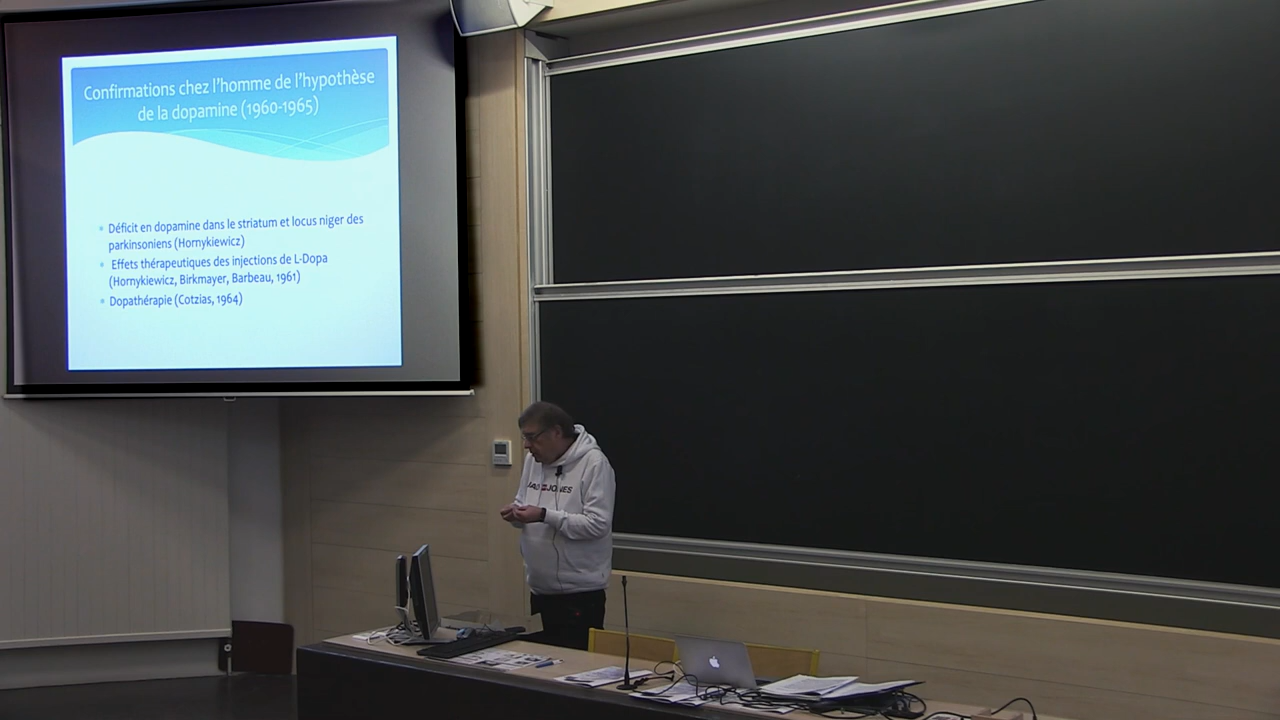 Confirmations chez l'homme de l'hypothèse
de la dopamine (1960-1965)
Déficit en dopamine dans le striatum et locus niger des
parkinsoniens (Hornykiewicz)
Effets thérapeutiques des injections de L-Dopa
(Hornykiewicz, Birkmayer, Barbeau, 1961)
Dopathérapie (Cotzias, 1964)